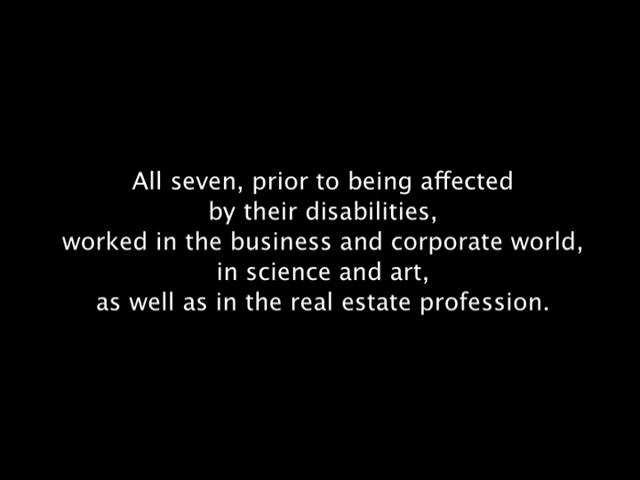 All seven, prior to being affected
by their disabilities,
worked in the business and corporate world,
in science and art,
as well as in the real estate profession.